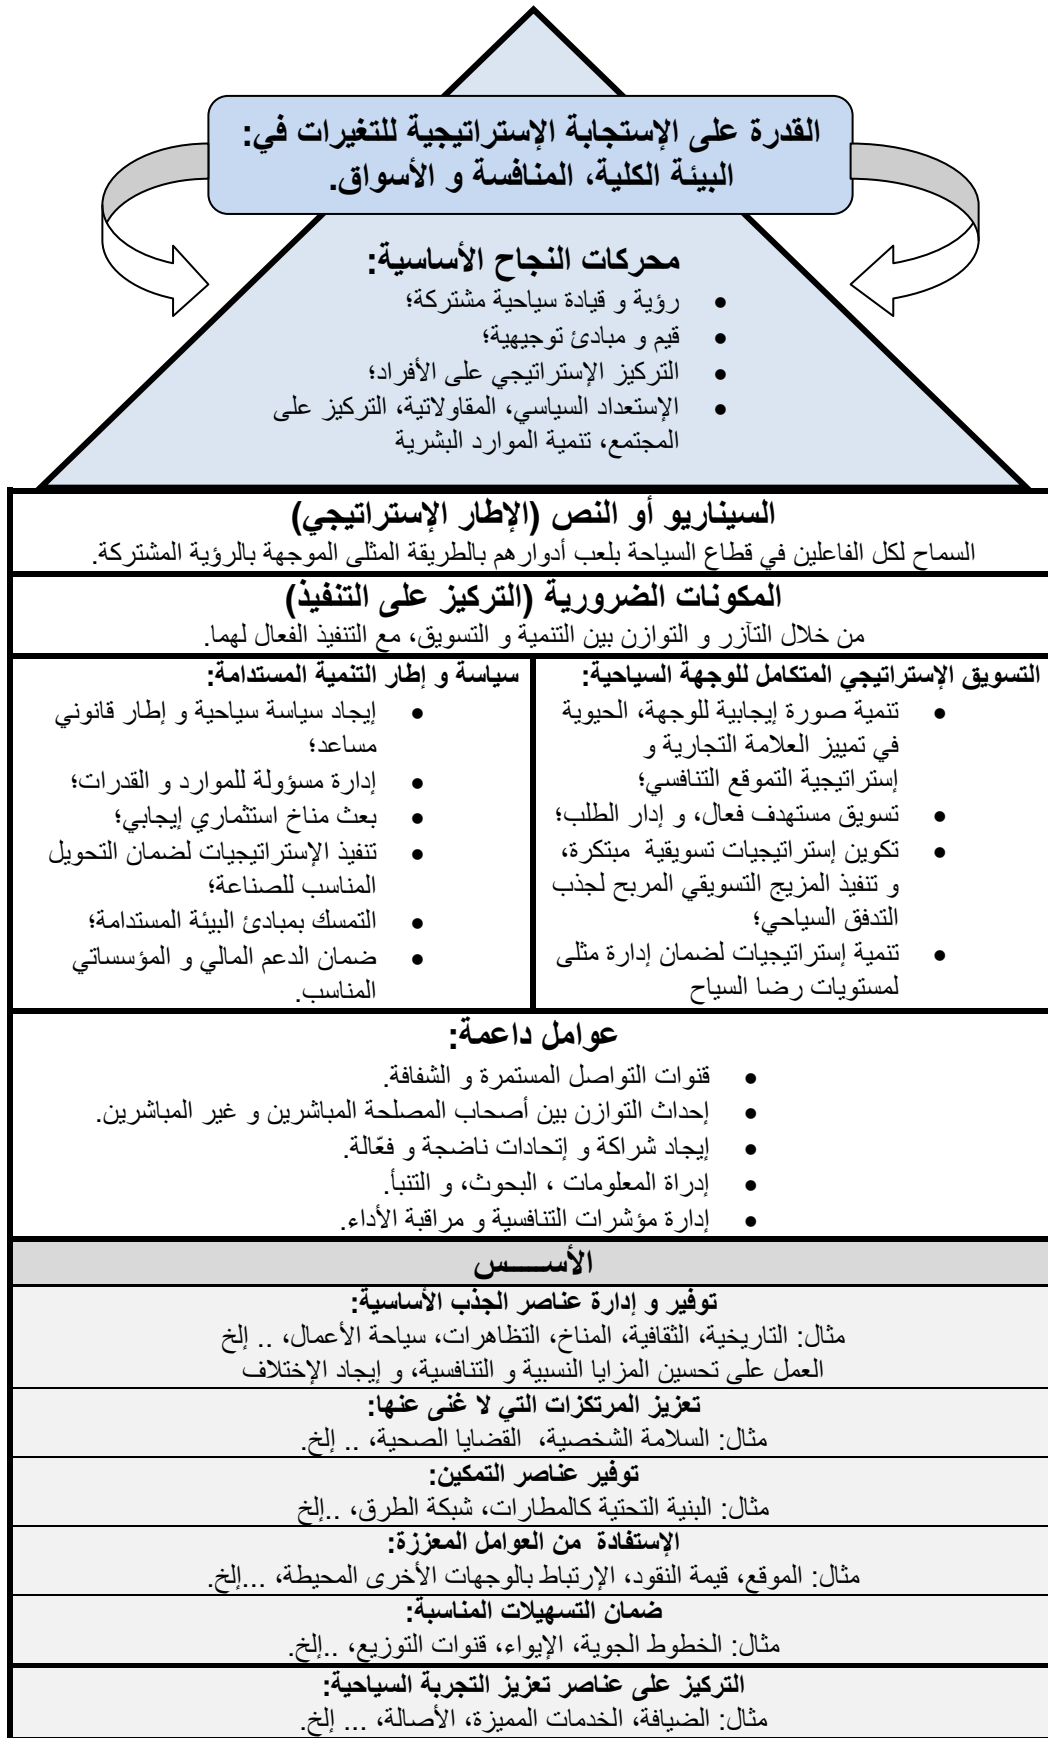 القدرة على الإستجابة الإستراتيجية للتغيرات في:
البيئة الكلية، المنافسة و الأسواق.
محركات النجاح الأساسية:
• رؤية و قيادة سياحية مشتركة؛
• قيم و مبادئ توجيهية؛
• التركيز الإستراتيجي على الأفراد؛
• الإستعداد السياسي، المقاولاتية، التركيز على
المجتمع، تنمية الموارد البشرية
السيناريو أو النص (الإطار الإستراتيجي)
السماح لكل الفاعلين في قطاع السياحة بلعب أدوارهم بالطريقة المثلى الموجهة بالرؤية المشتركة.
المكونات الضرورية (التركيز على التنفيذ)
من خلال التآزر و التوازن بين التنمية و التسويق، مع التنفيذ الفعال لهما.
التسويق الإستراتيجي المتكامل للوجهة السياحية:
• تنمية صورة إيجابية للوجهة، الحيوية
في تمييز العلامة التجارية و
إستراتيجية التموقع التنافسي؛
• تسويق مستهدف فعال، و إدار الطلب؛
• تكوين إستراتيجيات تسويقية مبتكرة،
و تنفيذ المزيج التسويقي المربح لجذب
التدفق السياحي؛
• تنمية إستراتيجيات لضمان إدارة مثلى
لمستويات رضا السياح
سياسة و إطار التنمية المستدامة:
• إيجاد سياسة سياحية و إطار قانوني
مساعد؛
• إدارة مسؤولة للموارد و القدرات؛
• بعث مناخ استثماري إيجابي؛
• تنفيذ الإستراتيجيات لضمان التحويل
المناسب للصناعة؛
• التمسك بمبادئ البيئة المستدامة؛
• ضمان الدعم المالي و المؤسساتي
المناسب.
عوامل داعمة:
• قنوات التواصل المستمرة و الشفافة.
• إحداث التوازن بين أصحاب المصلحة المباشرين و غير المباشرين.
• إيجاد شراكة و إتحادات ناضجة و فعّالة.
• إدراة المعلومات ، البحوث، و التنبأ.
• إدارة مؤشرات التنافسية و مراقبة الأداء.
الأســــس
توفير و إدارة عناصر الجذب الأساسية:
مثال: التاريخية، الثقافية، المناخ، التظاهرات، سياحة الأعمال، .. إلخ
العمل على تحسين المزايا النسبية و التنافسية، و إيجاد الإختلاف
تعزيز المرتكزات التي لا غنى عنها:
مثال: السلامة الشخصية، القضايا الصحية، .. إلخ.
توفير عناصر التمكين:
مثال: البنية التحتية كالمطارات، شبكة الطرق، ..إلخ
الإستفادة من العوامل المعززة:
مثال: الموقع، قيمة النقود، الإرتباط بالوجهات الأخرى المحيطة، ...إلخ.
ضمان التسهيلات المناسبة:
مثال: الخطوط الجوية، الإيواء، قنوات التوزيع، ..إلخ.
التركيز على عناصر تعزيز التجربة السياحية:
مثال: الضيافة، الخدمات المميزة، الأصالة، ... إلخ.